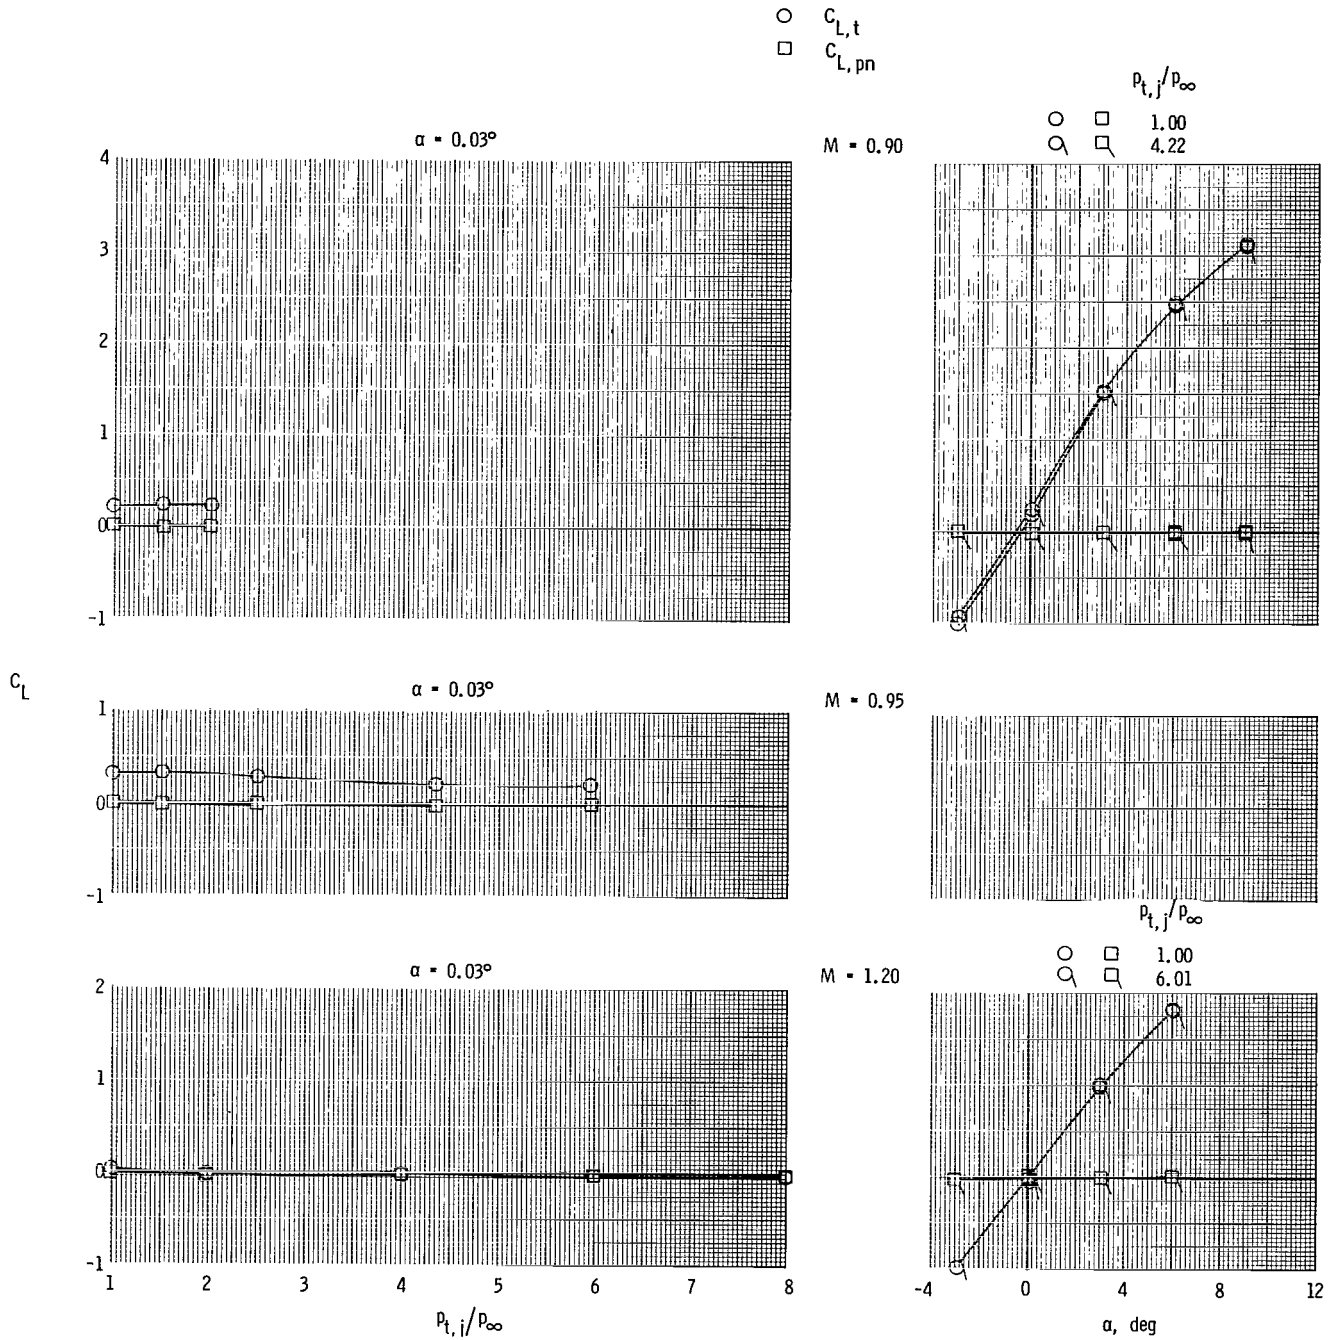 C_L,t
C_L,pn
p_t,j/p_∞
1.00
4.22
α = 0.03°
M = 0.90
4
3
2
1
0
-1
C_L
α = 0.03°
M = 0.95
1
0
-1
p_t,j/p_∞
1.00
6.01
α = 0.03°
M = 1.20
2
1
0
-1
1 2 3 4 5 6 7 8
-4 0 4 8 12
p_t,j/p_∞
α, deg